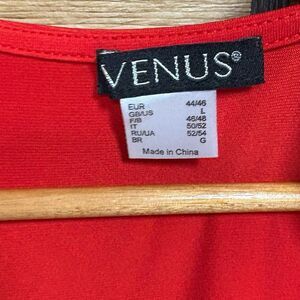 VENUS®
EUR 44/46
GB/US L
F/B 46/48
IT 50/52
RU/UA 52/54
BR G
Made in China